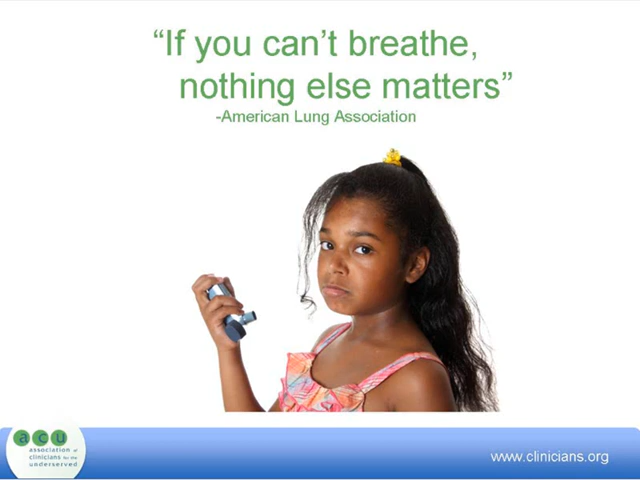 “If you can’t breathe,
nothing else matters”
-American Lung Association
acu
association of
clinicians for the
underserved
www.clinicians.org